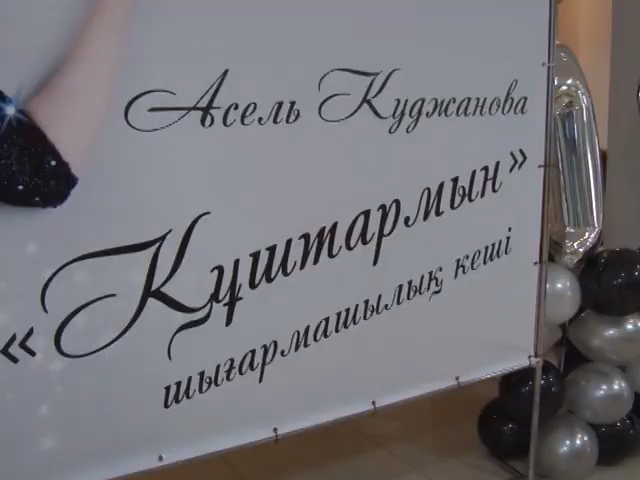 Асель Куджанова
«Құштармын»
шығармашылық кеші